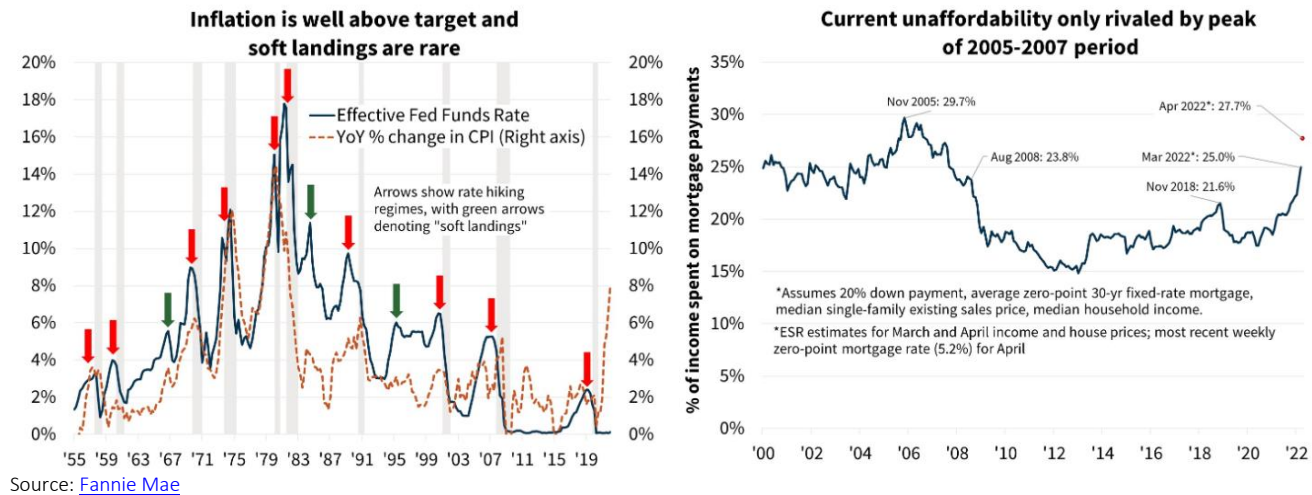 Inflation is well above target and
soft landings are rare
20%
18%
16%
14%
12%
10%
8%
6%
4%
2%
0%
20%
18%
16%
14%
12%
10%
8%
6%
4%
2%
0%
Effective Fed Funds Rate
YoY % change in CPI (Right axis)
Arrows show rate hiking
regimes, with green arrows
denoting "soft landings"
'55 '59 '63 '67 '71 '75 '79 '83 '87 '91 '95 '99 '03 '07 '11 '15 '19
Current unaffordability only rivaled by peak
of 2005-2007 period
% of income spent on mortgage payments
35%
30%
25%
20%
15%
10%
5%
0%
Nov 2005: 29.7%
Apr 2022*: 27.7%
Aug 2008: 23.8%
Mar 2022*: 25.0%
Nov 2018: 21.6%
*Assumes 20% down payment, average zero-point 30-yr fixed-rate mortgage,
median single-family existing sales price, median household income.
*ESR estimates for March and April income and house prices; most recent weekly
zero-point mortgage rate (5.2%) for April
'00 '02 '04 '06 '08 '10 '12 '14 '16 '18 '20 '22
Source: Fannie Mae